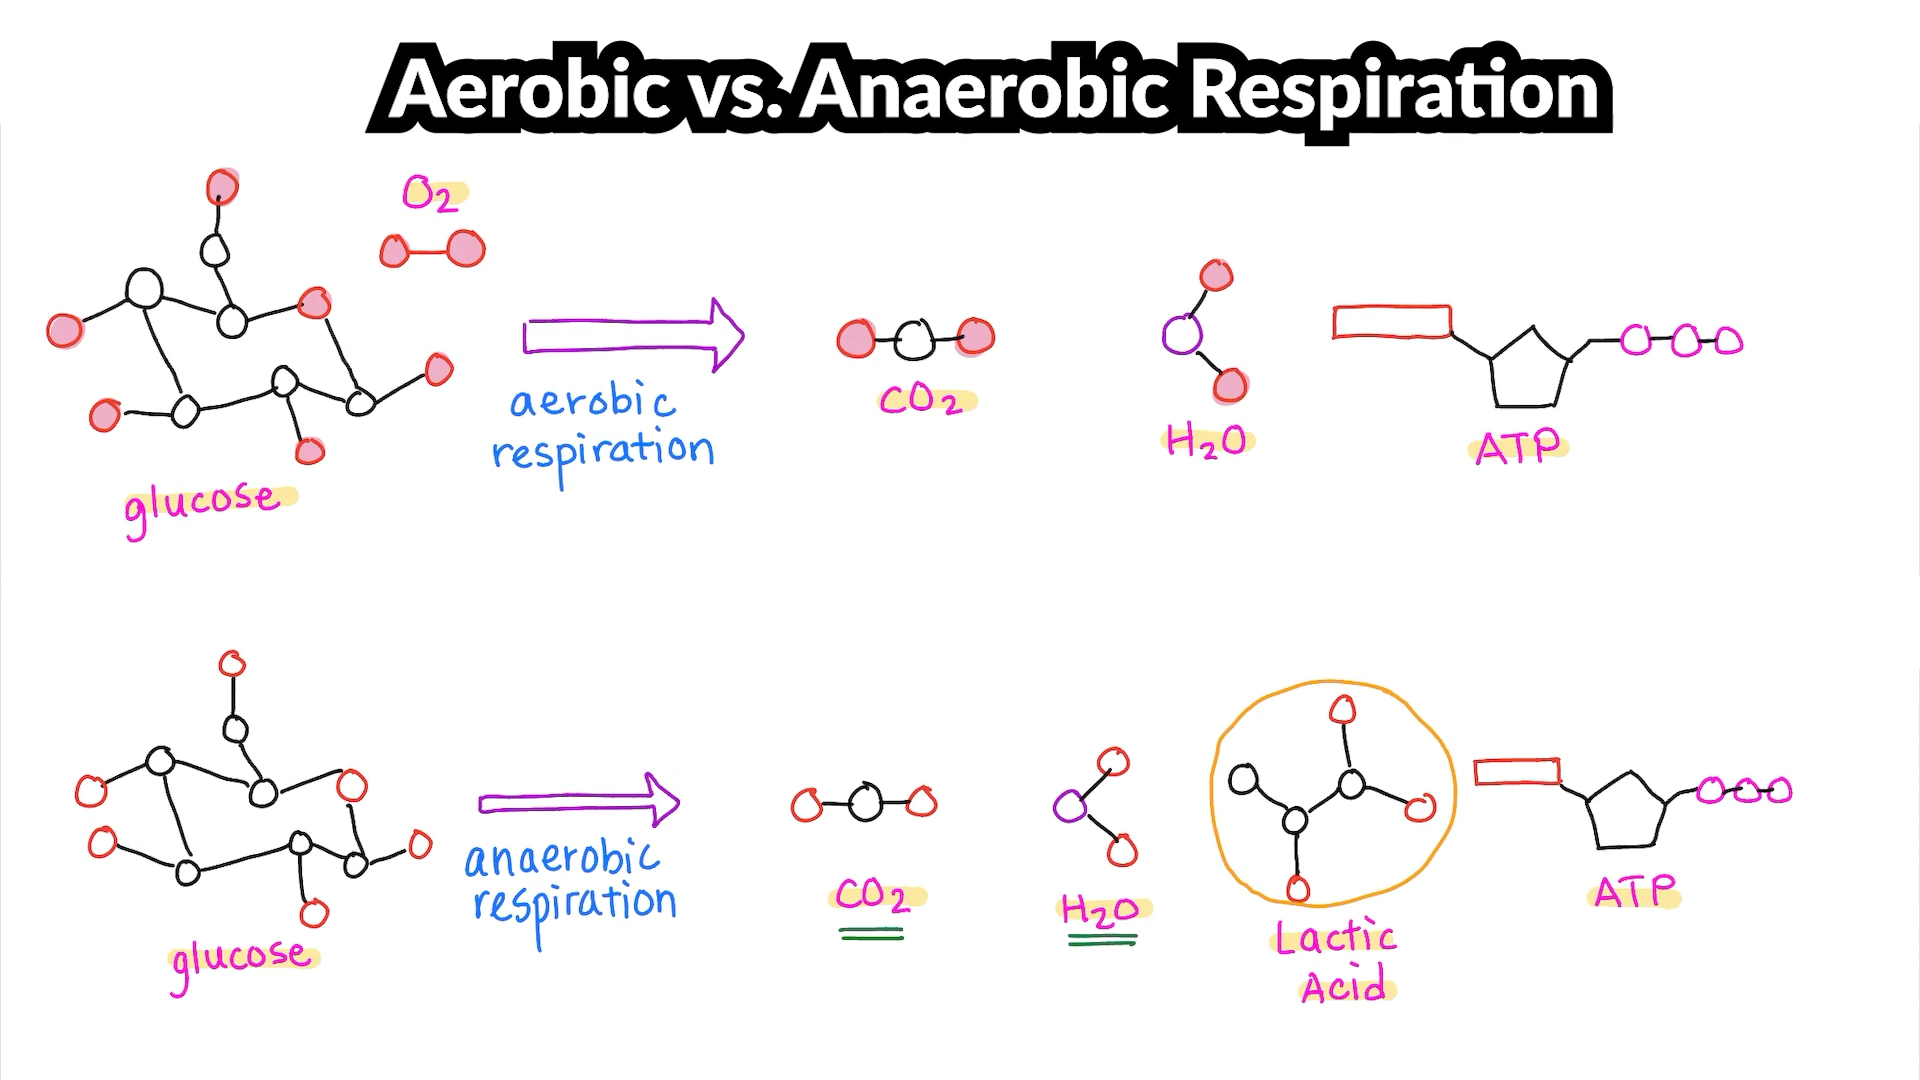 Aerobic vs. Anaerobic Respiration
O2
aerobic
respiration
glucose
CO2
H2O
ATP
anaerobic
respiration
glucose
CO2
H2O
Lactic
Acid
ATP